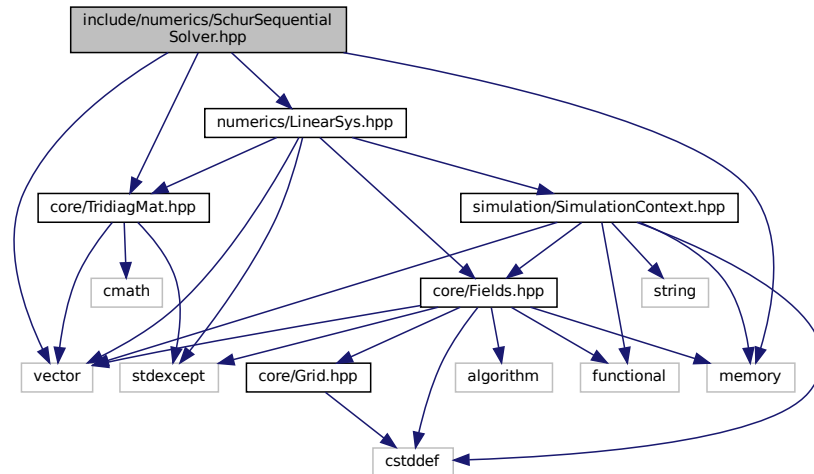 include/numerics/SchurSequential
Solver.hpp
numerics/LinearSys.hpp
core/TridiagMat.hpp
simulation/SimulationContext.hpp
cmath
core/Fields.hpp
string
vector
stdexcept
core/Grid.hpp
algorithm
functional
memory
cstddef